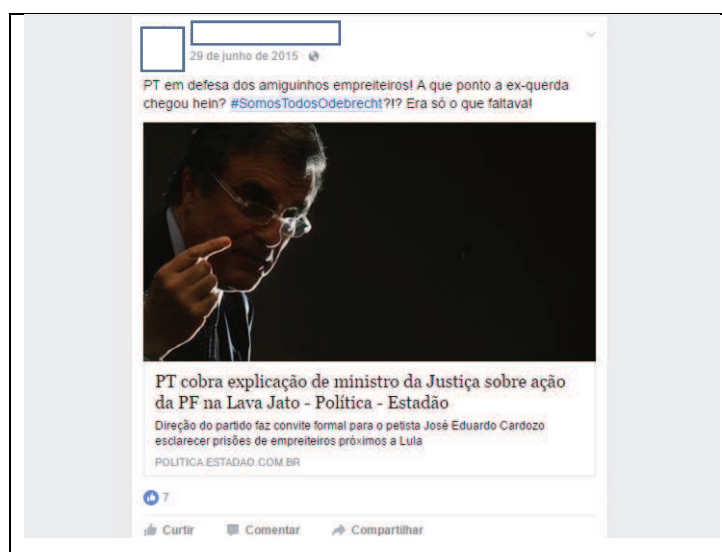 29 de junho de 2015
PT em defesa dos amiguinhos empreiteiros! A que ponto a ex-querda
chegou hein? #SomosTodosOdebrecht?!? Era só o que faltava!
PT cobra explicação de ministro da Justiça sobre ação
da PF na Lava Jato - Política - Estadão
Direção do partido faz convite formal para o petista José Eduardo Cardozo
esclarecer prisões de empreiteiros próximos a Lula
POLITICA.ESTADAO.COM.BR
7
Curtir Comentar Compartilhar